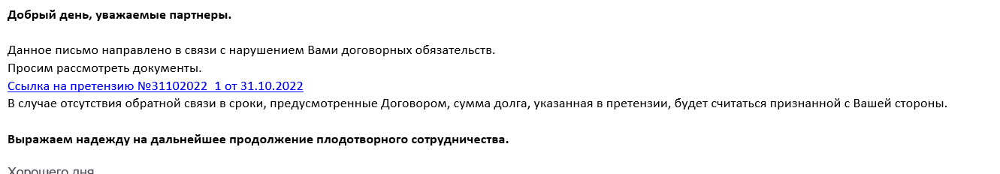 Добрый день, уважаемые партнеры.
Данное письмо направлено в связи с нарушением Вами договорных обязательств.
Просим рассмотреть документы.
Ссылка на претензию №31102022_1 от 31.10.2022
В случае отсутствия обратной связи в сроки, предусмотренные Договором, сумма долга, указанная в претензии, будет считаться признанной с Вашей стороны.
Выражаем надежду на дальнейшее продолжение плодотворного сотрудничества.
Хорошего дня